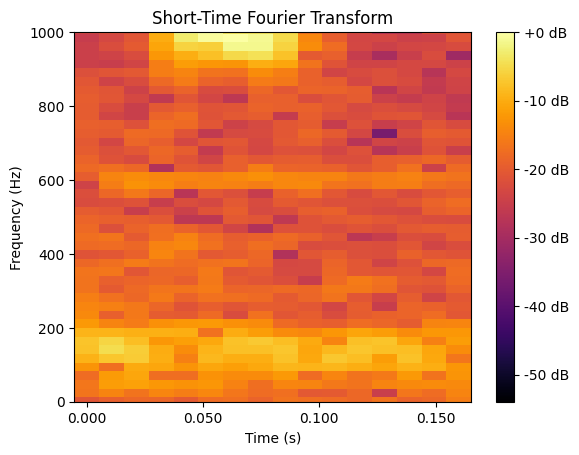 Short-Time Fourier Transform
1000
800
600
400
200
0
Frequency (Hz)
0.000
0.050
0.100
0.150
Time (s)
+0 dB
-10 dB
-20 dB
-30 dB
-40 dB
-50 dB